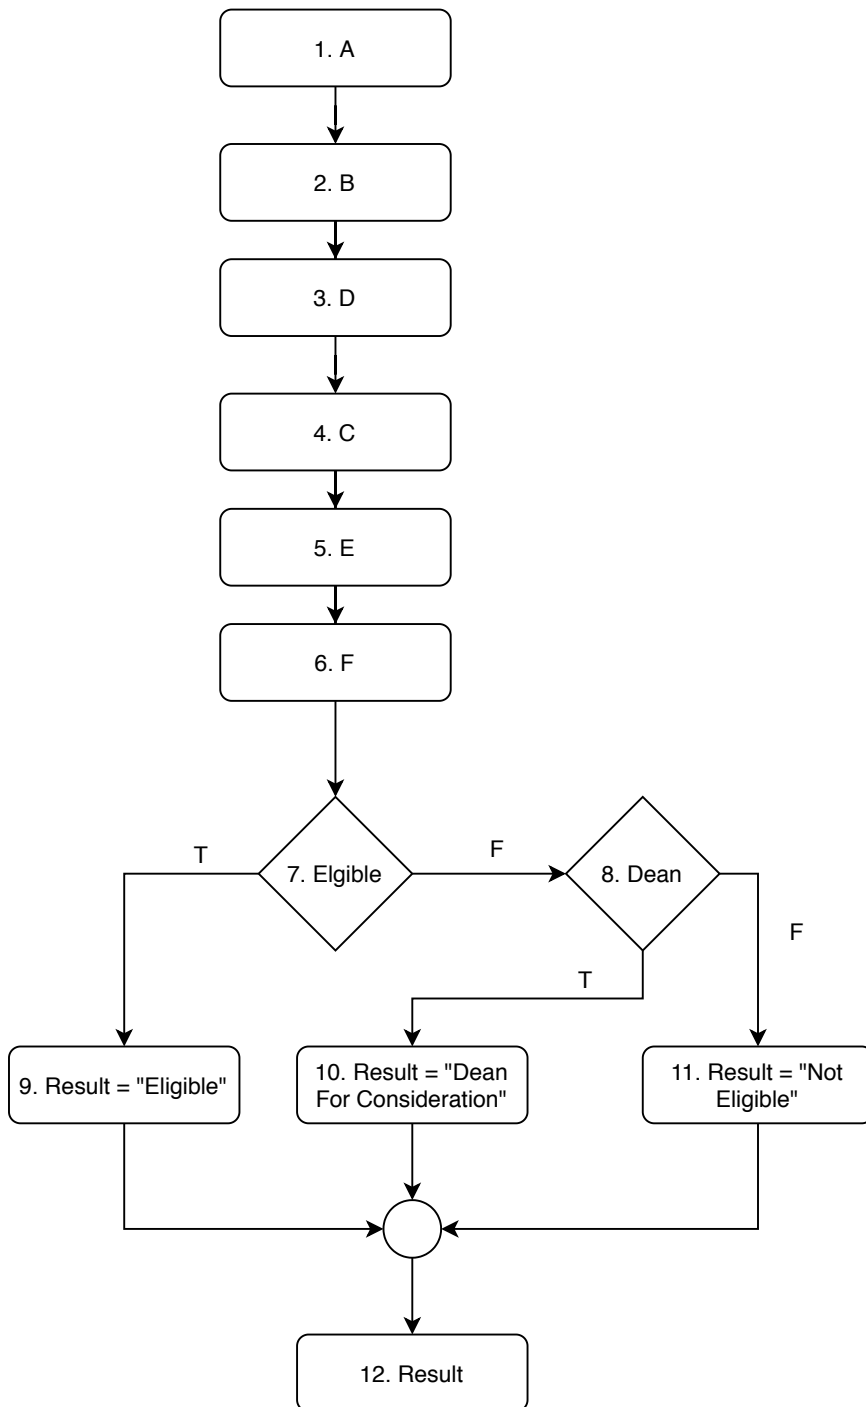 1. A
2. B
3. D
4. C
5. E
6. F
T
7. Elgible
F
8. Dean
F
T
9. Result = "Eligible"
10. Result = "Dean
For Consideration"
11. Result = "Not
Eligible"
12. Result